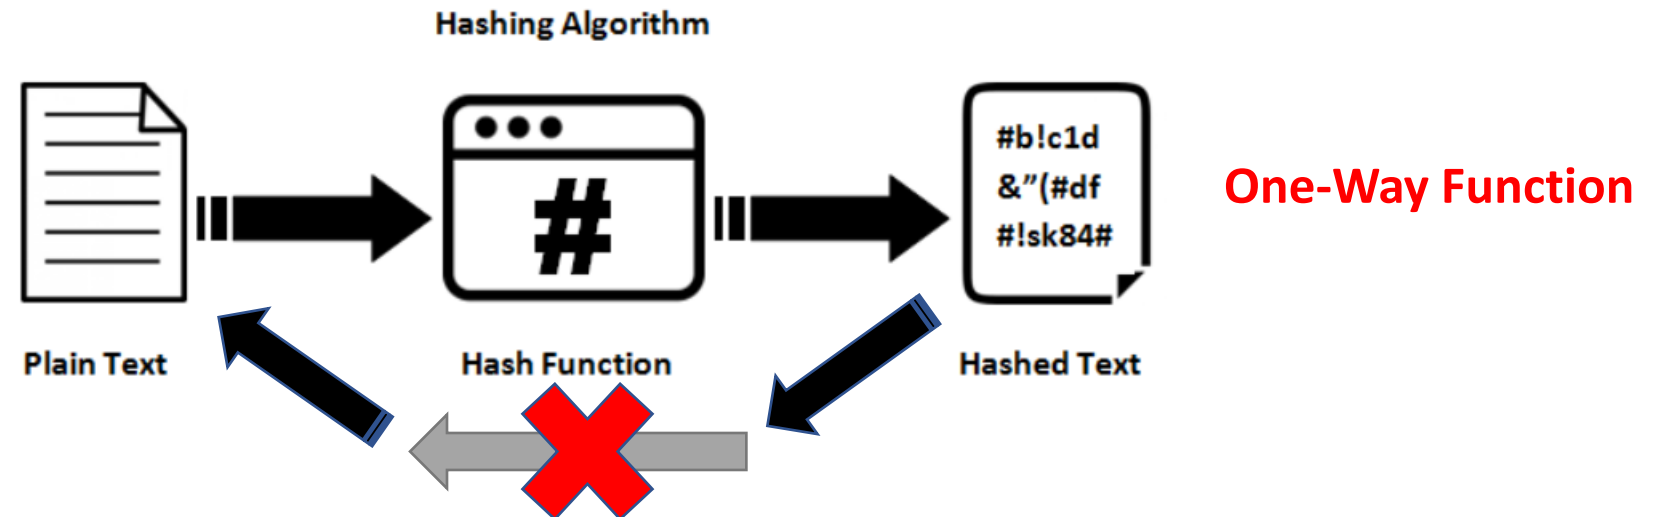 Hashing Algorithm
#
#b!c1d
&”(#df
#!sk84#
One-Way Function
Plain Text
Hash Function
Hashed Text